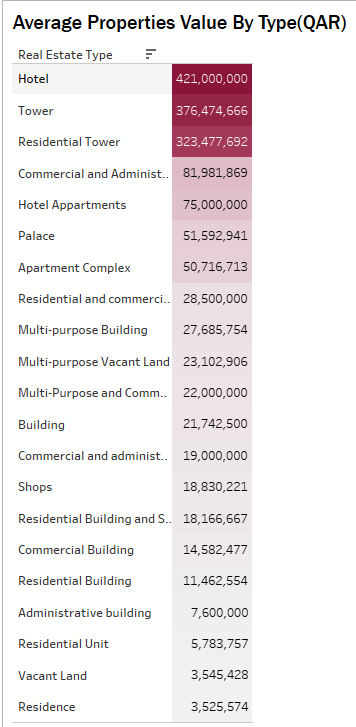 Average Properties Value By Type(QAR)
Real Estate Type
Hotel 421,000,000
Tower 376,474,666
Residential Tower 323,477,692
Commercial and Administ.. 81,981,869
Hotel Appartments 75,000,000
Palace 51,592,941
Apartment Complex 50,716,713
Residential and commerci.. 28,500,000
Multi-purpose Building 27,685,754
Multi-purpose Vacant Land 23,102,906
Multi-Purpose and Comm.. 22,000,000
Building 21,742,500
Commercial and administ.. 19,000,000
Shops 18,830,221
Residential Building and S.. 18,166,667
Commercial Building 14,582,477
Residential Building 11,462,554
Administrative building 7,600,000
Residential Unit 5,783,757
Vacant Land 3,545,428
Residence 3,525,574